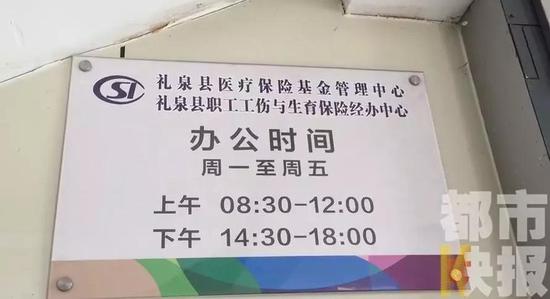 CSI
礼泉县医疗保险基金管理中心
礼泉县职工工伤与生育保险经办中心
办公时间
周一至周五
上午 08:30-12:00
下午 14:30-18:00
都市
快报